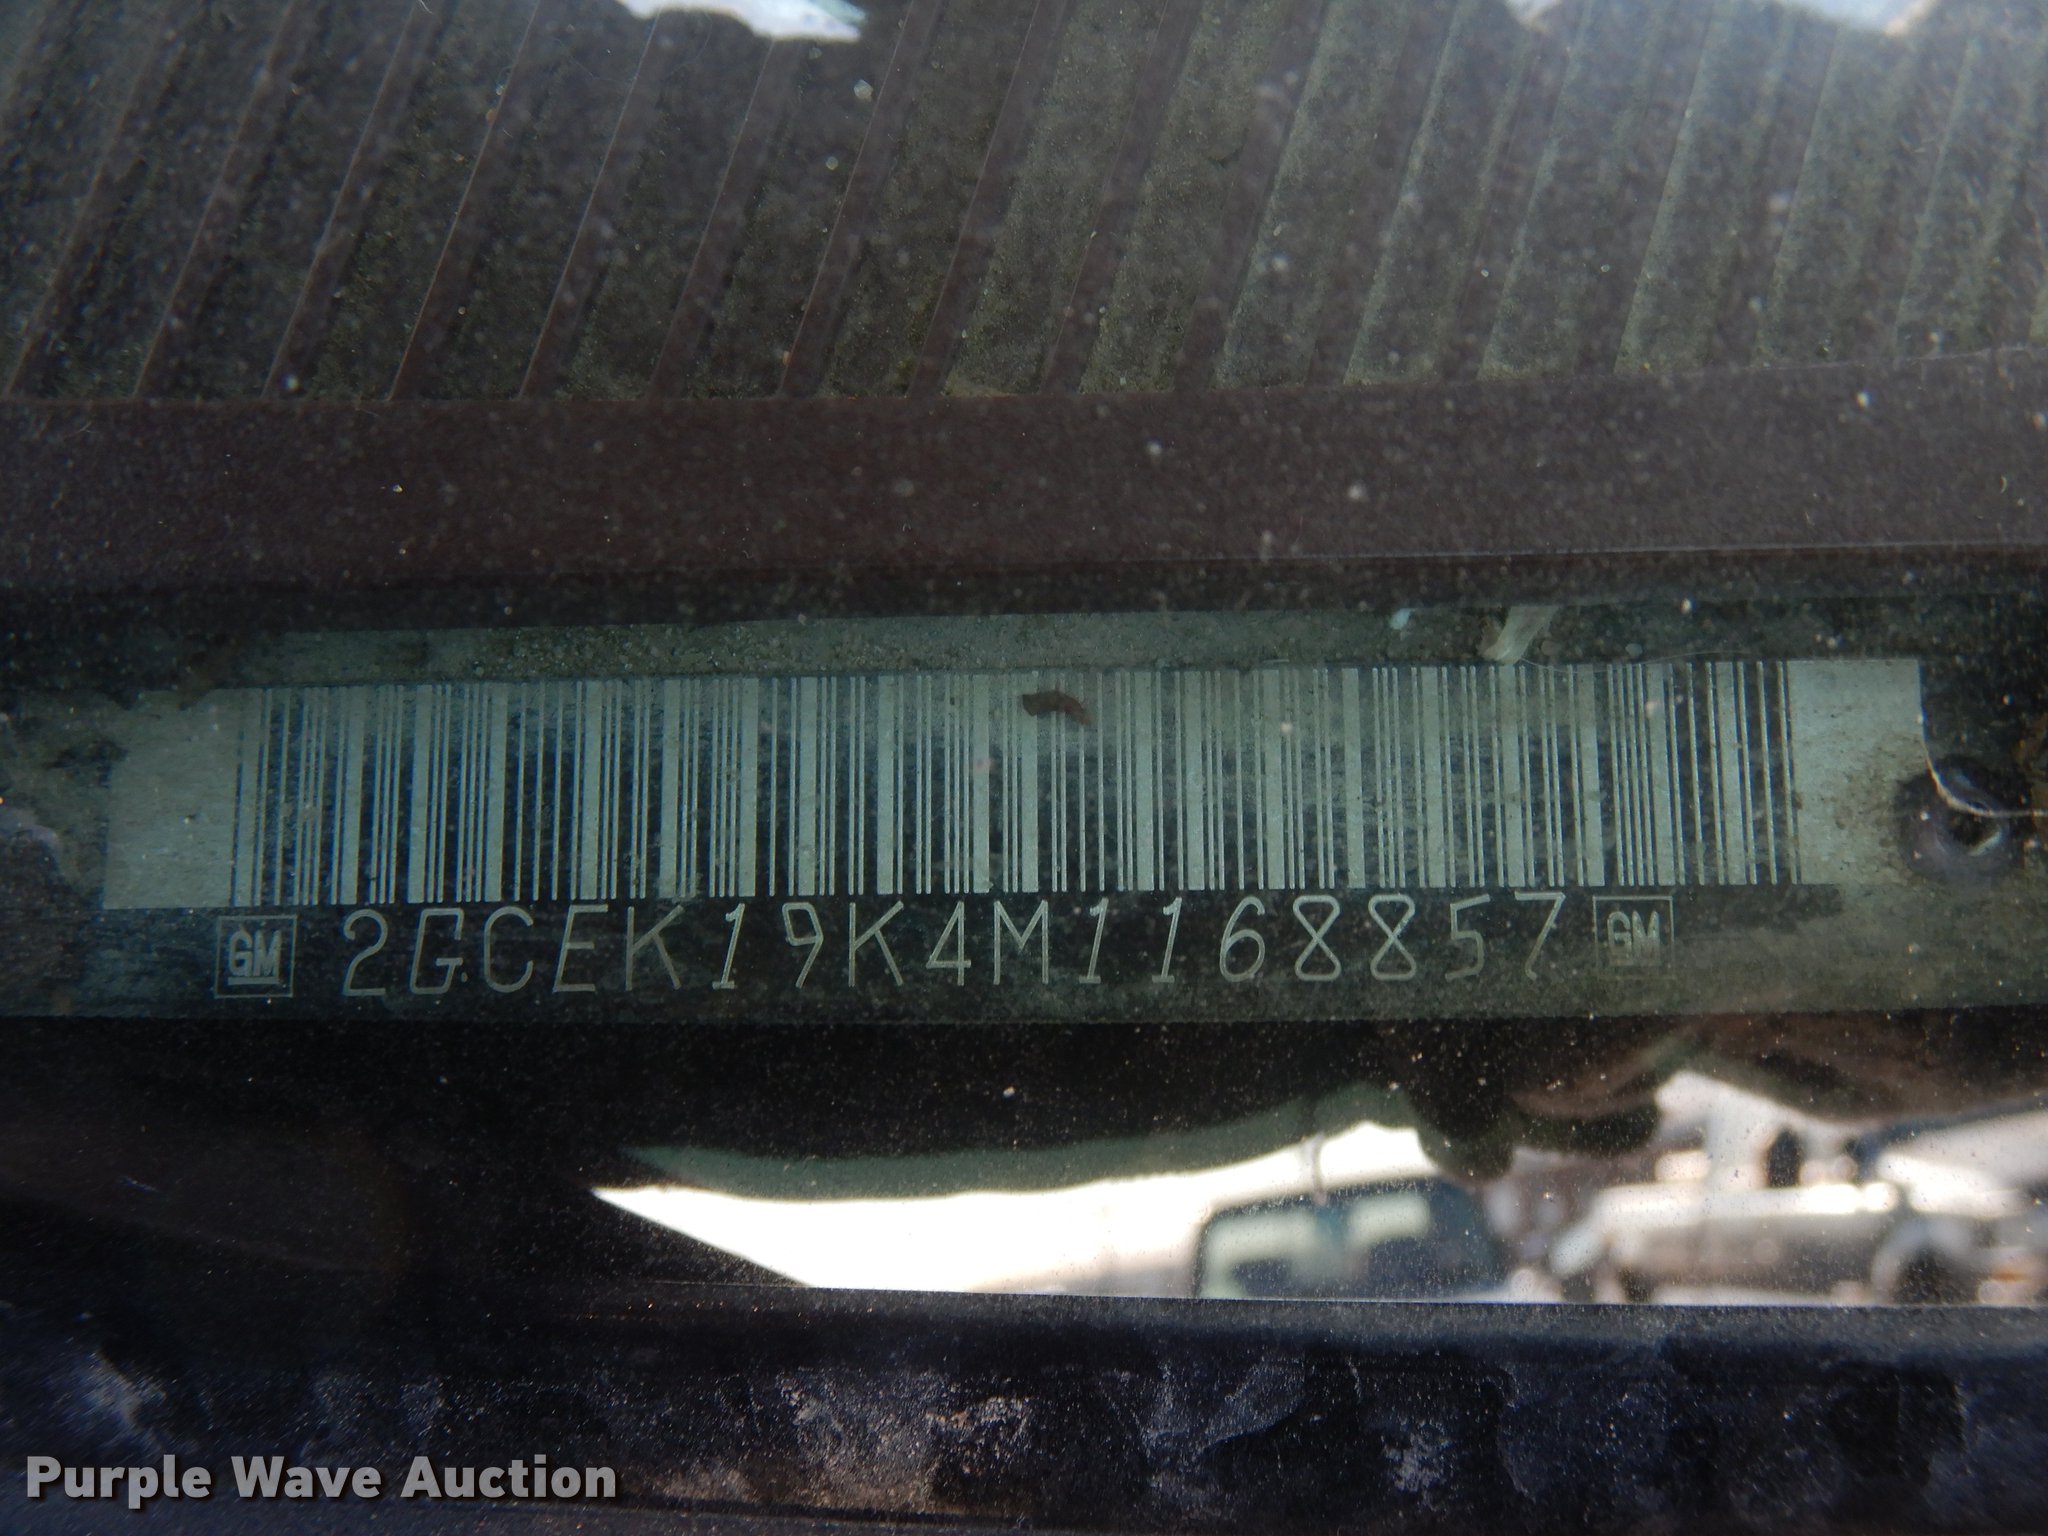 GM 2GCEK19K4M1168857 GM
Purple Wave Auction